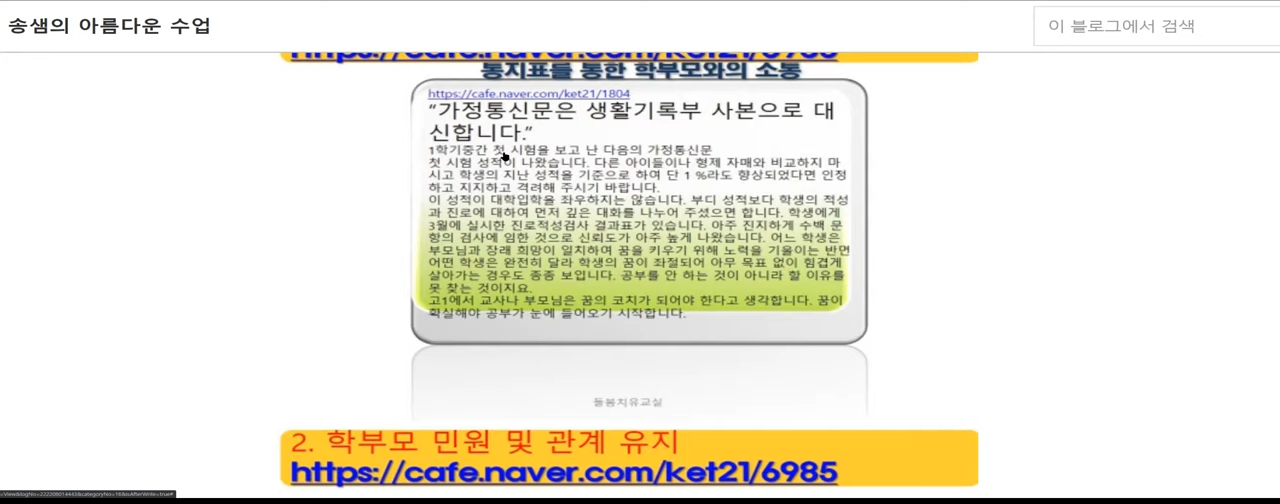 송샘의 아름다운 수업
이 블로그에서 검색
https://cafe.naver.com/ket21/6985
통지표를 통한 학부모와의 소통
https://cafe.naver.com/ket21/1804
"가정통신문은 생활기록부 사본으로 대
신합니다."
1학기중간 첫 시험을 보고 난 다음의 가정통신문
첫 시험 성적이 나왔습니다. 다른 아이들이나 형제 자매와 비교하지 마
시고 학생의 지난 성적을 기준으로 하여 단 1 %라도 향상되었다면 인정
하고 지지하고 격려해 주시기 바랍니다.
이 성적이 대학입학을 좌우하지는 않습니다. 부디 성적보다 학생의 적성
과 진로에 대하여 먼저 깊은 대화를 나누어 주셨으면 합니다. 학생에게
3월에 실시한 진로적성검사 결과표가 있습니다. 아주 진지하게 수백 문
항의 검사에 임한 것으로 신뢰도가 아주 높게 나왔습니다. 어느 학생은
부모님과 장래 희망이 일치하여 꿈을 키우기 위해 노력을 기울이는 반면
어떤 학생은 완전히 달라 학생의 꿈이 좌절되어 아무 목표 없이 힘겹게
살아가는 경우도 종종 보입니다. 공부를 안 하는 것이 아니라 할 이유를
못 찾는 것이지요.
고1에서 교사나 부모님은 꿈의 코치가 되어야 한다고 생각합니다. 꿈이
확실해야 공부가 눈에 들어오기 시작합니다.
돌봄치유교실
2. 학부모 민원 및 관계 유지
https://cafe.naver.com/ket21/6985